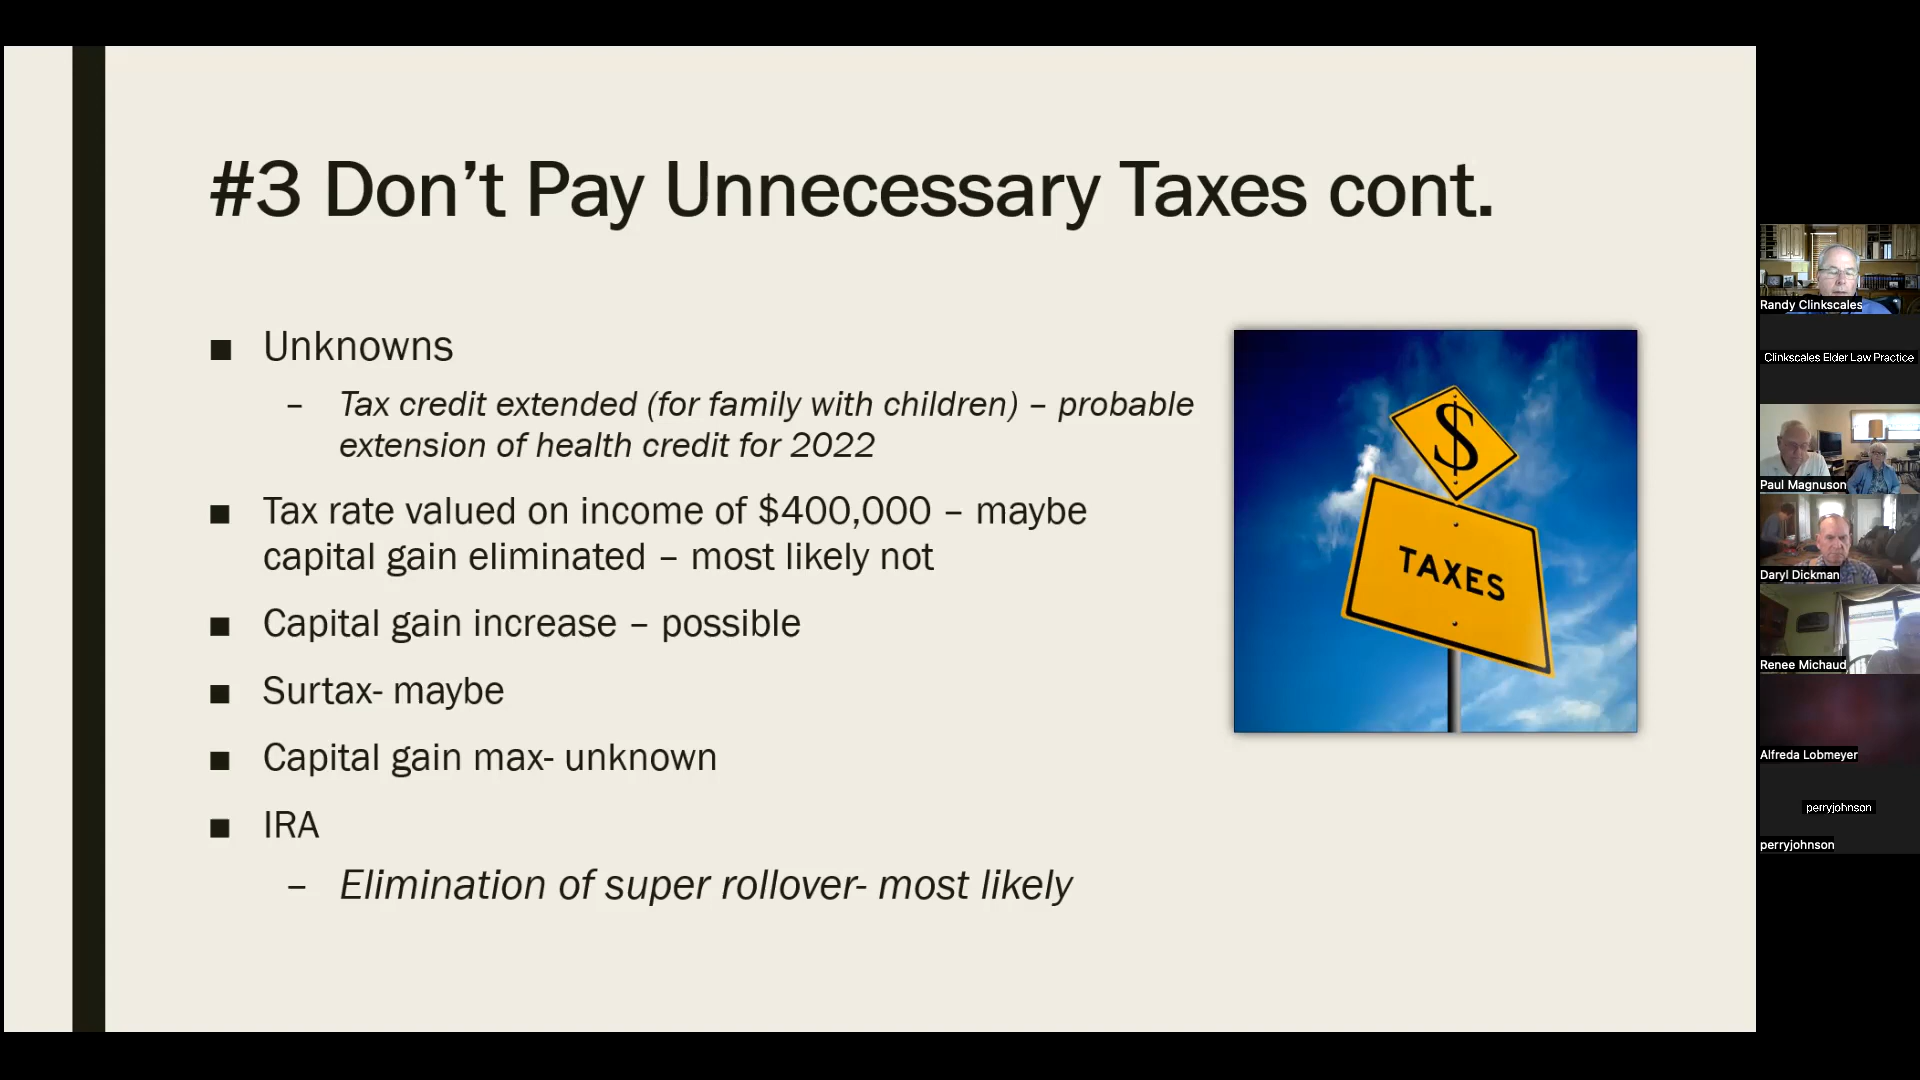 #3 Don’t Pay Unnecessary Taxes cont.
■ Unknowns
– Tax credit extended (for family with children) – probable
extension of health credit for 2022
■ Tax rate valued on income of $400,000 – maybe
capital gain eliminated – most likely not
■ Capital gain increase – possible
■ Surtax- maybe
■ Capital gain max- unknown
■ IRA
– Elimination of super rollover- most likely
$
TAXES
Randy Clinkscales
Clinkscales Elder Law Practice
Paul Magnuson
Daryl Dickman
Renee Michaud
Alfreda Lobmeyer
perryjohnson
perryjohnson